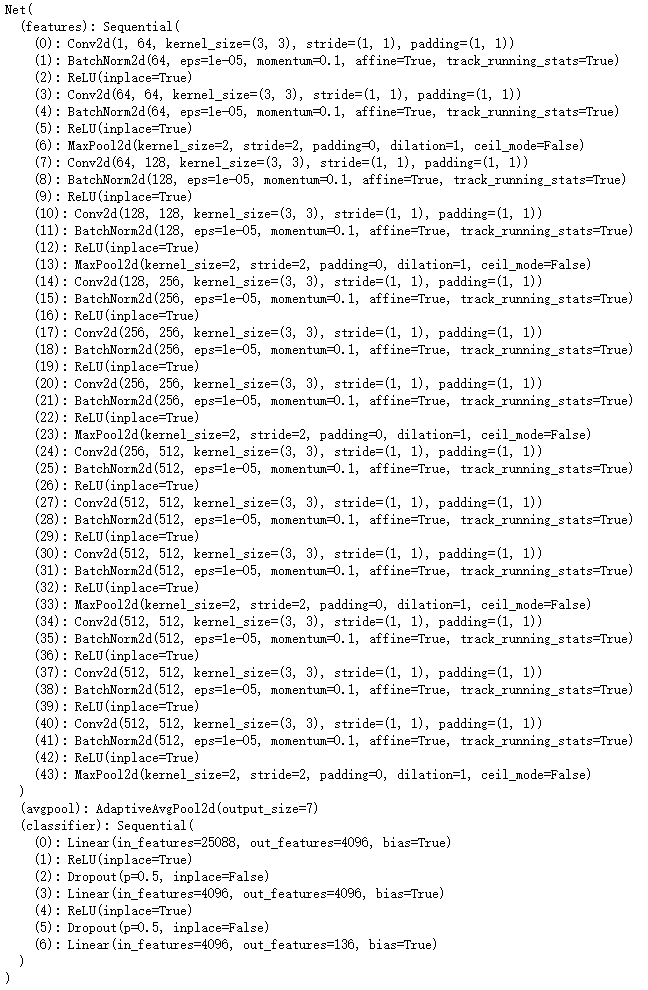 Net(
  (features): Sequential(
    (0): Conv2d(1, 64, kernel_size=(3, 3), stride=(1, 1), padding=(1, 1))
    (1): BatchNorm2d(64, eps=1e-05, momentum=0.1, affine=True, track_running_stats=True)
    (2): ReLU(inplace=True)
    (3): Conv2d(64, 64, kernel_size=(3, 3), stride=(1, 1), padding=(1, 1))
    (4): BatchNorm2d(64, eps=1e-05, momentum=0.1, affine=True, track_running_stats=True)
    (5): ReLU(inplace=True)
    (6): MaxPool2d(kernel_size=2, stride=2, padding=0, dilation=1, ceil_mode=False)
    (7): Conv2d(64, 128, kernel_size=(3, 3), stride=(1, 1), padding=(1, 1))
    (8): BatchNorm2d(128, eps=1e-05, momentum=0.1, affine=True, track_running_stats=True)
    (9): ReLU(inplace=True)
    (10): Conv2d(128, 128, kernel_size=(3, 3), stride=(1, 1), padding=(1, 1))
    (11): BatchNorm2d(128, eps=1e-05, momentum=0.1, affine=True, track_running_stats=True)
    (12): ReLU(inplace=True)
    (13): MaxPool2d(kernel_size=2, stride=2, padding=0, dilation=1, ceil_mode=False)
    (14): Conv2d(128, 256, kernel_size=(3, 3), stride=(1, 1), padding=(1, 1))
    (15): BatchNorm2d(256, eps=1e-05, momentum=0.1, affine=True, track_running_stats=True)
    (16): ReLU(inplace=True)
    (17): Conv2d(256, 256, kernel_size=(3, 3), stride=(1, 1), padding=(1, 1))
    (18): BatchNorm2d(256, eps=1e-05, momentum=0.1, affine=True, track_running_stats=True)
    (19): ReLU(inplace=True)
    (20): Conv2d(256, 256, kernel_size=(3, 3), stride=(1, 1), padding=(1, 1))
    (21): BatchNorm2d(256, eps=1e-05, momentum=0.1, affine=True, track_running_stats=True)
    (22): ReLU(inplace=True)
    (23): MaxPool2d(kernel_size=2, stride=2, padding=0, dilation=1, ceil_mode=False)
    (24): Conv2d(256, 512, kernel_size=(3, 3), stride=(1, 1), padding=(1, 1))
    (25): BatchNorm2d(512, eps=1e-05, momentum=0.1, affine=True, track_running_stats=True)
    (26): ReLU(inplace=True)
    (27): Conv2d(512, 512, kernel_size=(3, 3), stride=(1, 1), padding=(1, 1))
    (28): BatchNorm2d(512, eps=1e-05, momentum=0.1, affine=True, track_running_stats=True)
    (29): ReLU(inplace=True)
    (30): Conv2d(512, 512, kernel_size=(3, 3), stride=(1, 1), padding=(1, 1))
    (31): BatchNorm2d(512, eps=1e-05, momentum=0.1, affine=True, track_running_stats=True)
    (32): ReLU(inplace=True)
    (33): MaxPool2d(kernel_size=2, stride=2, padding=0, dilation=1, ceil_mode=False)
    (34): Conv2d(512, 512, kernel_size=(3, 3), stride=(1, 1), padding=(1, 1))
    (35): BatchNorm2d(512, eps=1e-05, momentum=0.1, affine=True, track_running_stats=True)
    (36): ReLU(inplace=True)
    (37): Conv2d(512, 512, kernel_size=(3, 3), stride=(1, 1), padding=(1, 1))
    (38): BatchNorm2d(512, eps=1e-05, momentum=0.1, affine=True, track_running_stats=True)
    (39): ReLU(inplace=True)
    (40): Conv2d(512, 512, kernel_size=(3, 3), stride=(1, 1), padding=(1, 1))
    (41): BatchNorm2d(512, eps=1e-05, momentum=0.1, affine=True, track_running_stats=True)
    (42): ReLU(inplace=True)
    (43): MaxPool2d(kernel_size=2, stride=2, padding=0, dilation=1, ceil_mode=False)
  )
  (avgpool): AdaptiveAvgPool2d(output_size=7)
  (classifier): Sequential(
    (0): Linear(in_features=25088, out_features=4096, bias=True)
    (1): ReLU(inplace=True)
    (2): Dropout(p=0.5, inplace=False)
    (3): Linear(in_features=4096, out_features=4096, bias=True)
    (4): ReLU(inplace=True)
    (5): Dropout(p=0.5, inplace=False)
    (6): Linear(in_features=4096, out_features=136, bias=True)
  )
)